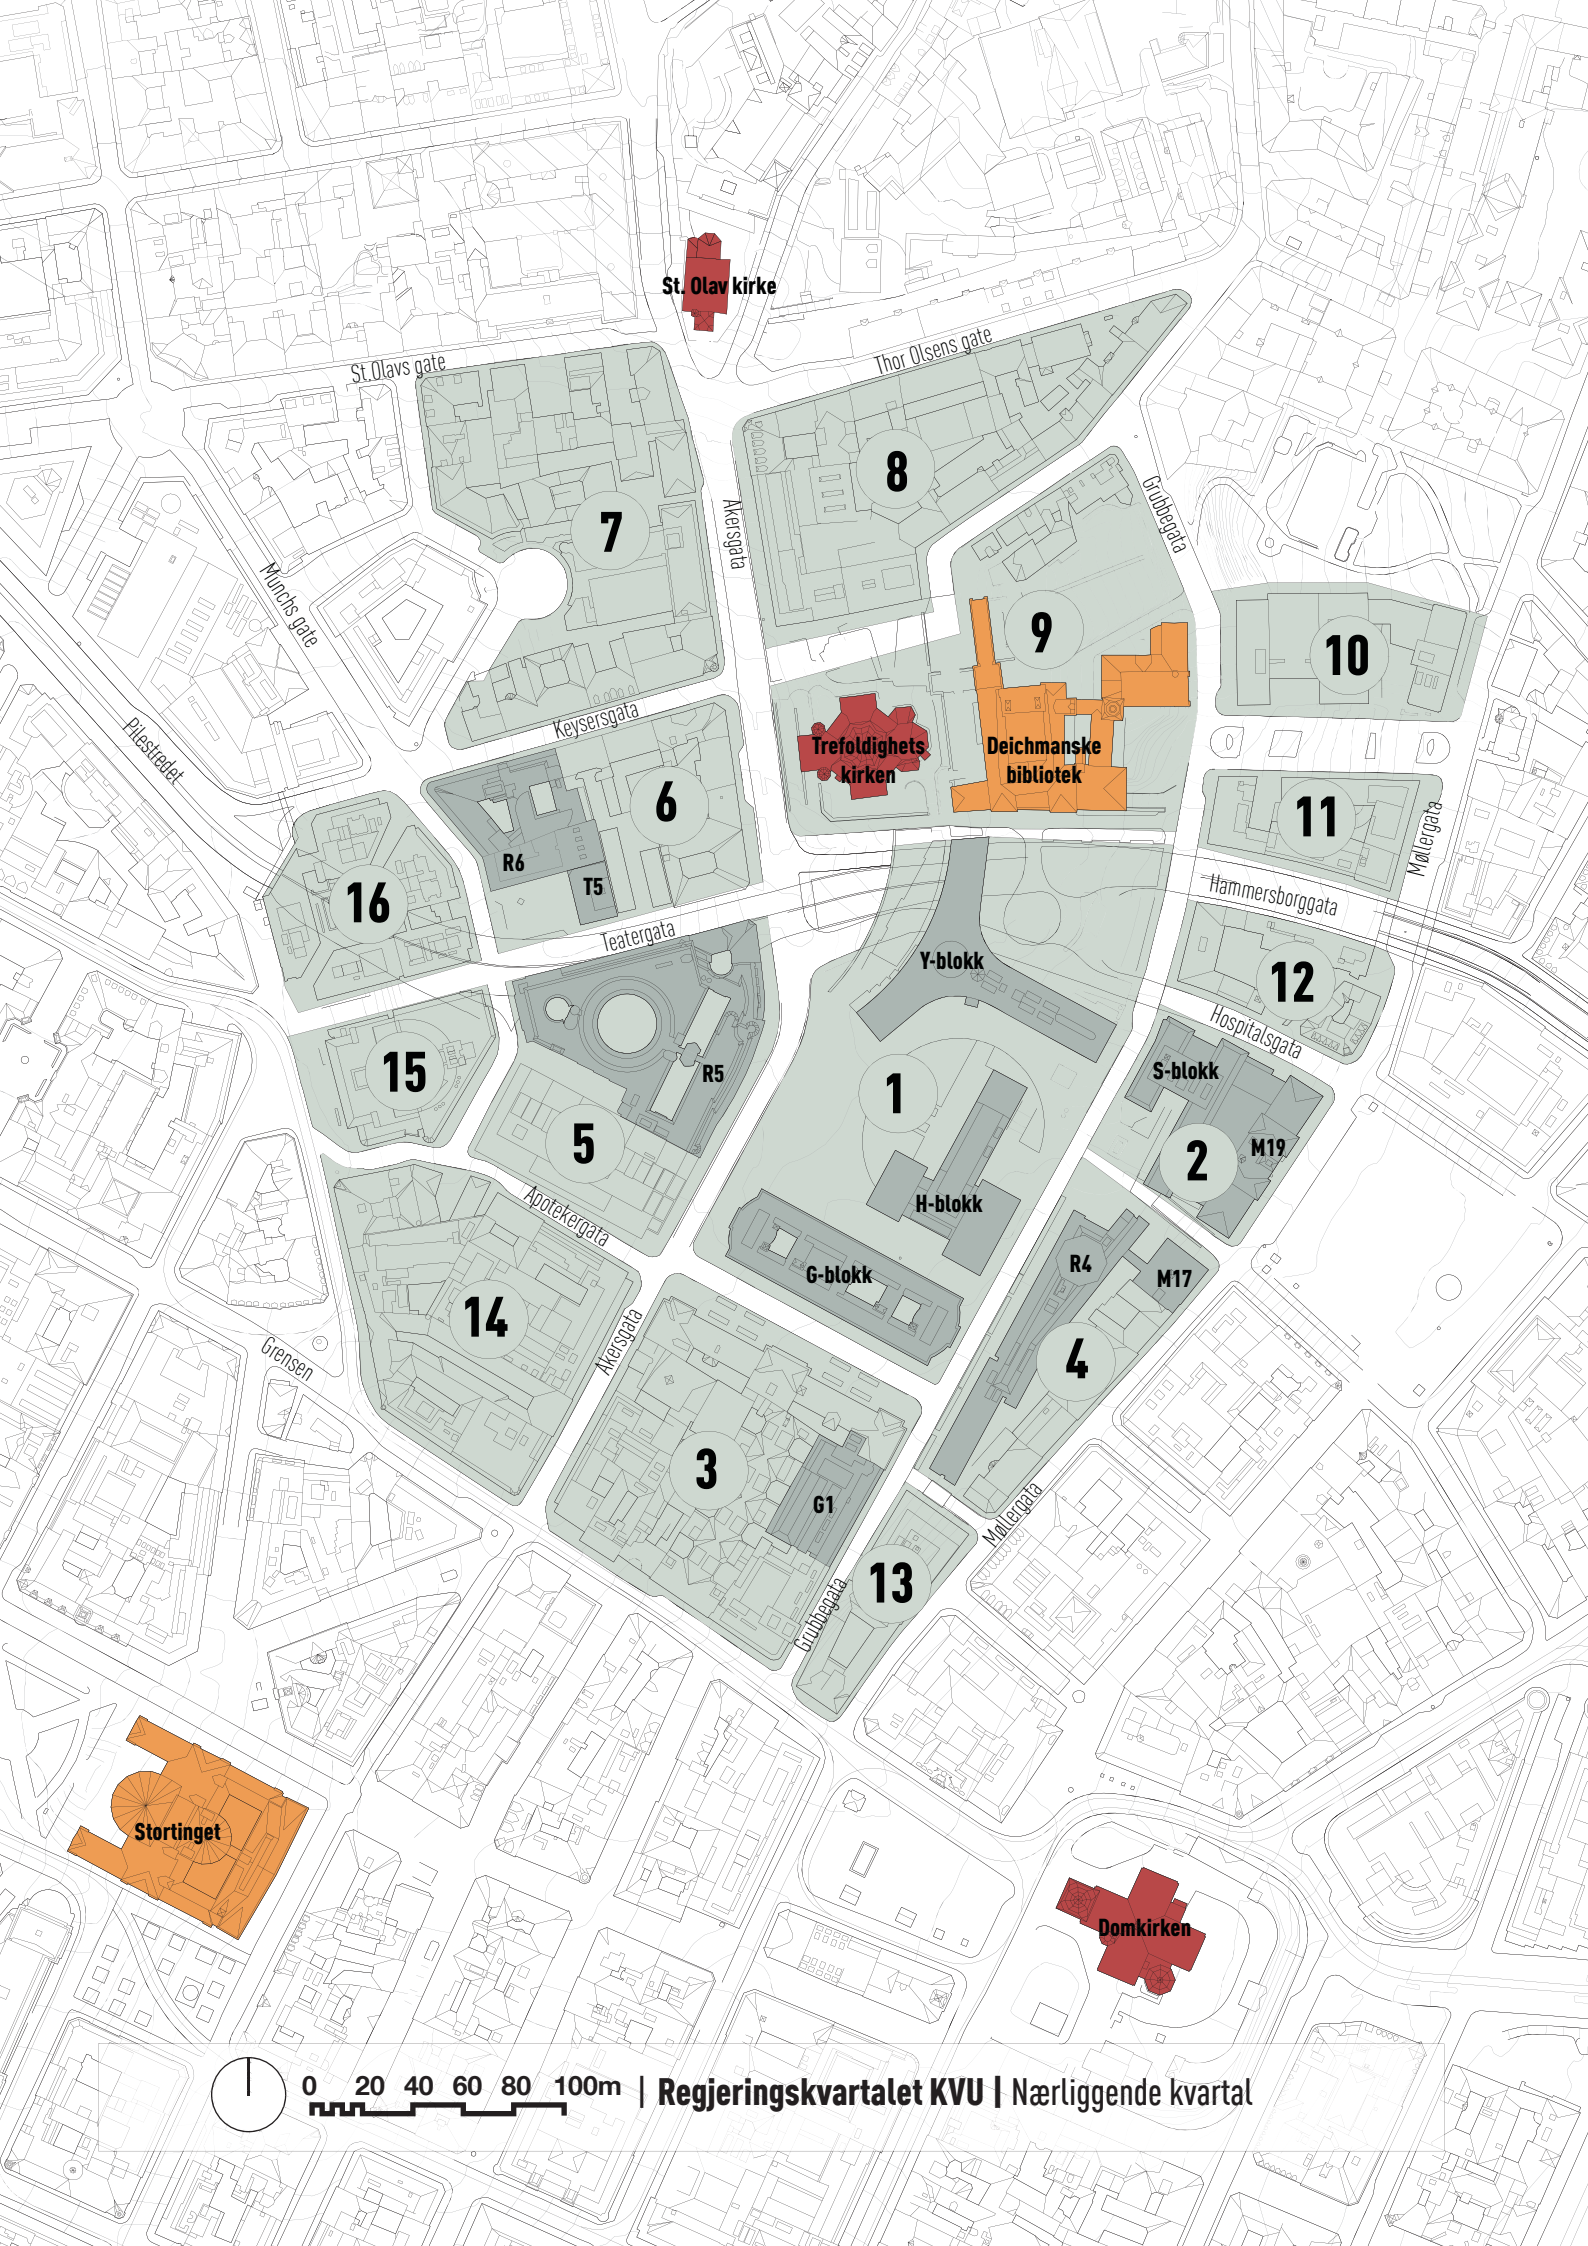 St. Olav kirke
St.Olavs gate
Thor Olsens gate
8
Grubbegata
Akersgata
7
Munchs gate
9
10
Keysersgata
Pilestredet
Trefoldighets
kirken
Deichmanske
bibliotek
6
11
Møllergata
R6
T5
Hammersborggata
16
Teatergata
Y-blokk
12
Hospitalsgata
15
R5
S-blokk
1
5
M19
2
Apotekergata
H-blokk
R4
G-blokk
M17
14
Akersgata
Grensen
4
3
G1
Møllergata
13
Grubbegata
Stortinget
Domkirken
0 20 40 60 80 100m | Regjeringskvartalet KVU | Nærliggende kvartal